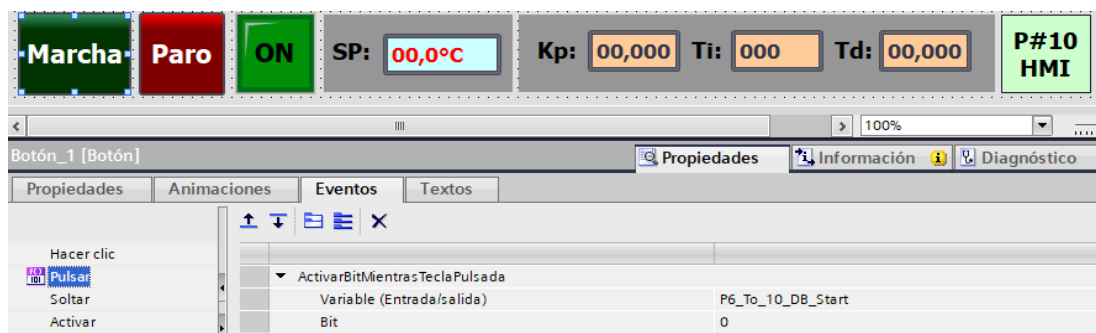 Marcha Paro ON SP: 00,0°C Kp: 00,000 Ti: 000 Td: 00,000 P#10
HMI
100%
Botón_1 [Botón] Propiedades Información Diagnóstico
Propiedades Animaciones Eventos Textos
Hacer clic
Pulsar ActivarBitMientrasTeclaPulsada
Soltar Variable (Entrada/salida) P6_To_10_DB_Start
Activar Bit 0